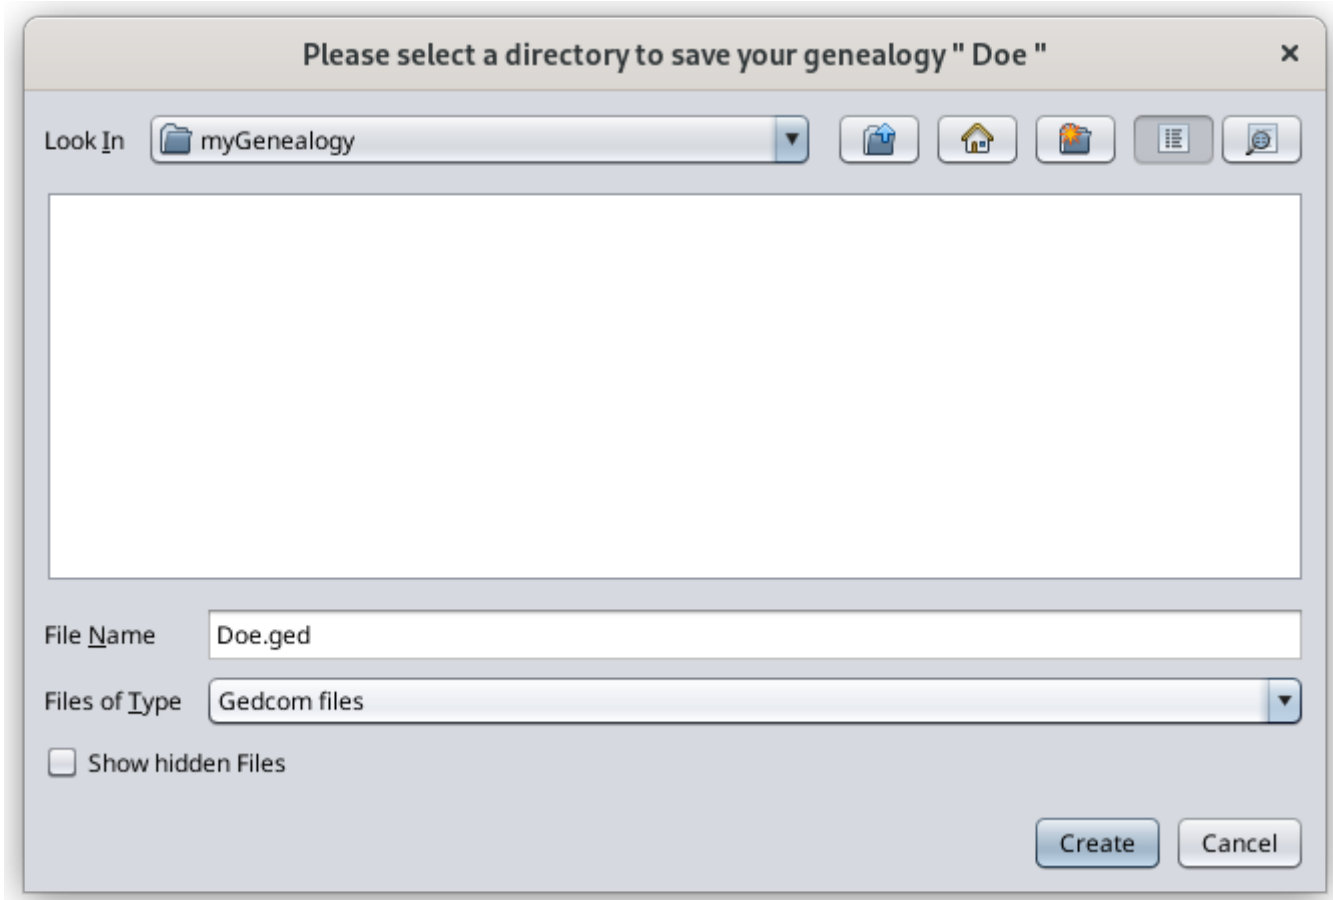 Please select a directory to save your genealogy " Doe "
Look In myGenealogy
File Name Doe.ged
Files of Type Gedcom files
Show hidden Files
Create Cancel